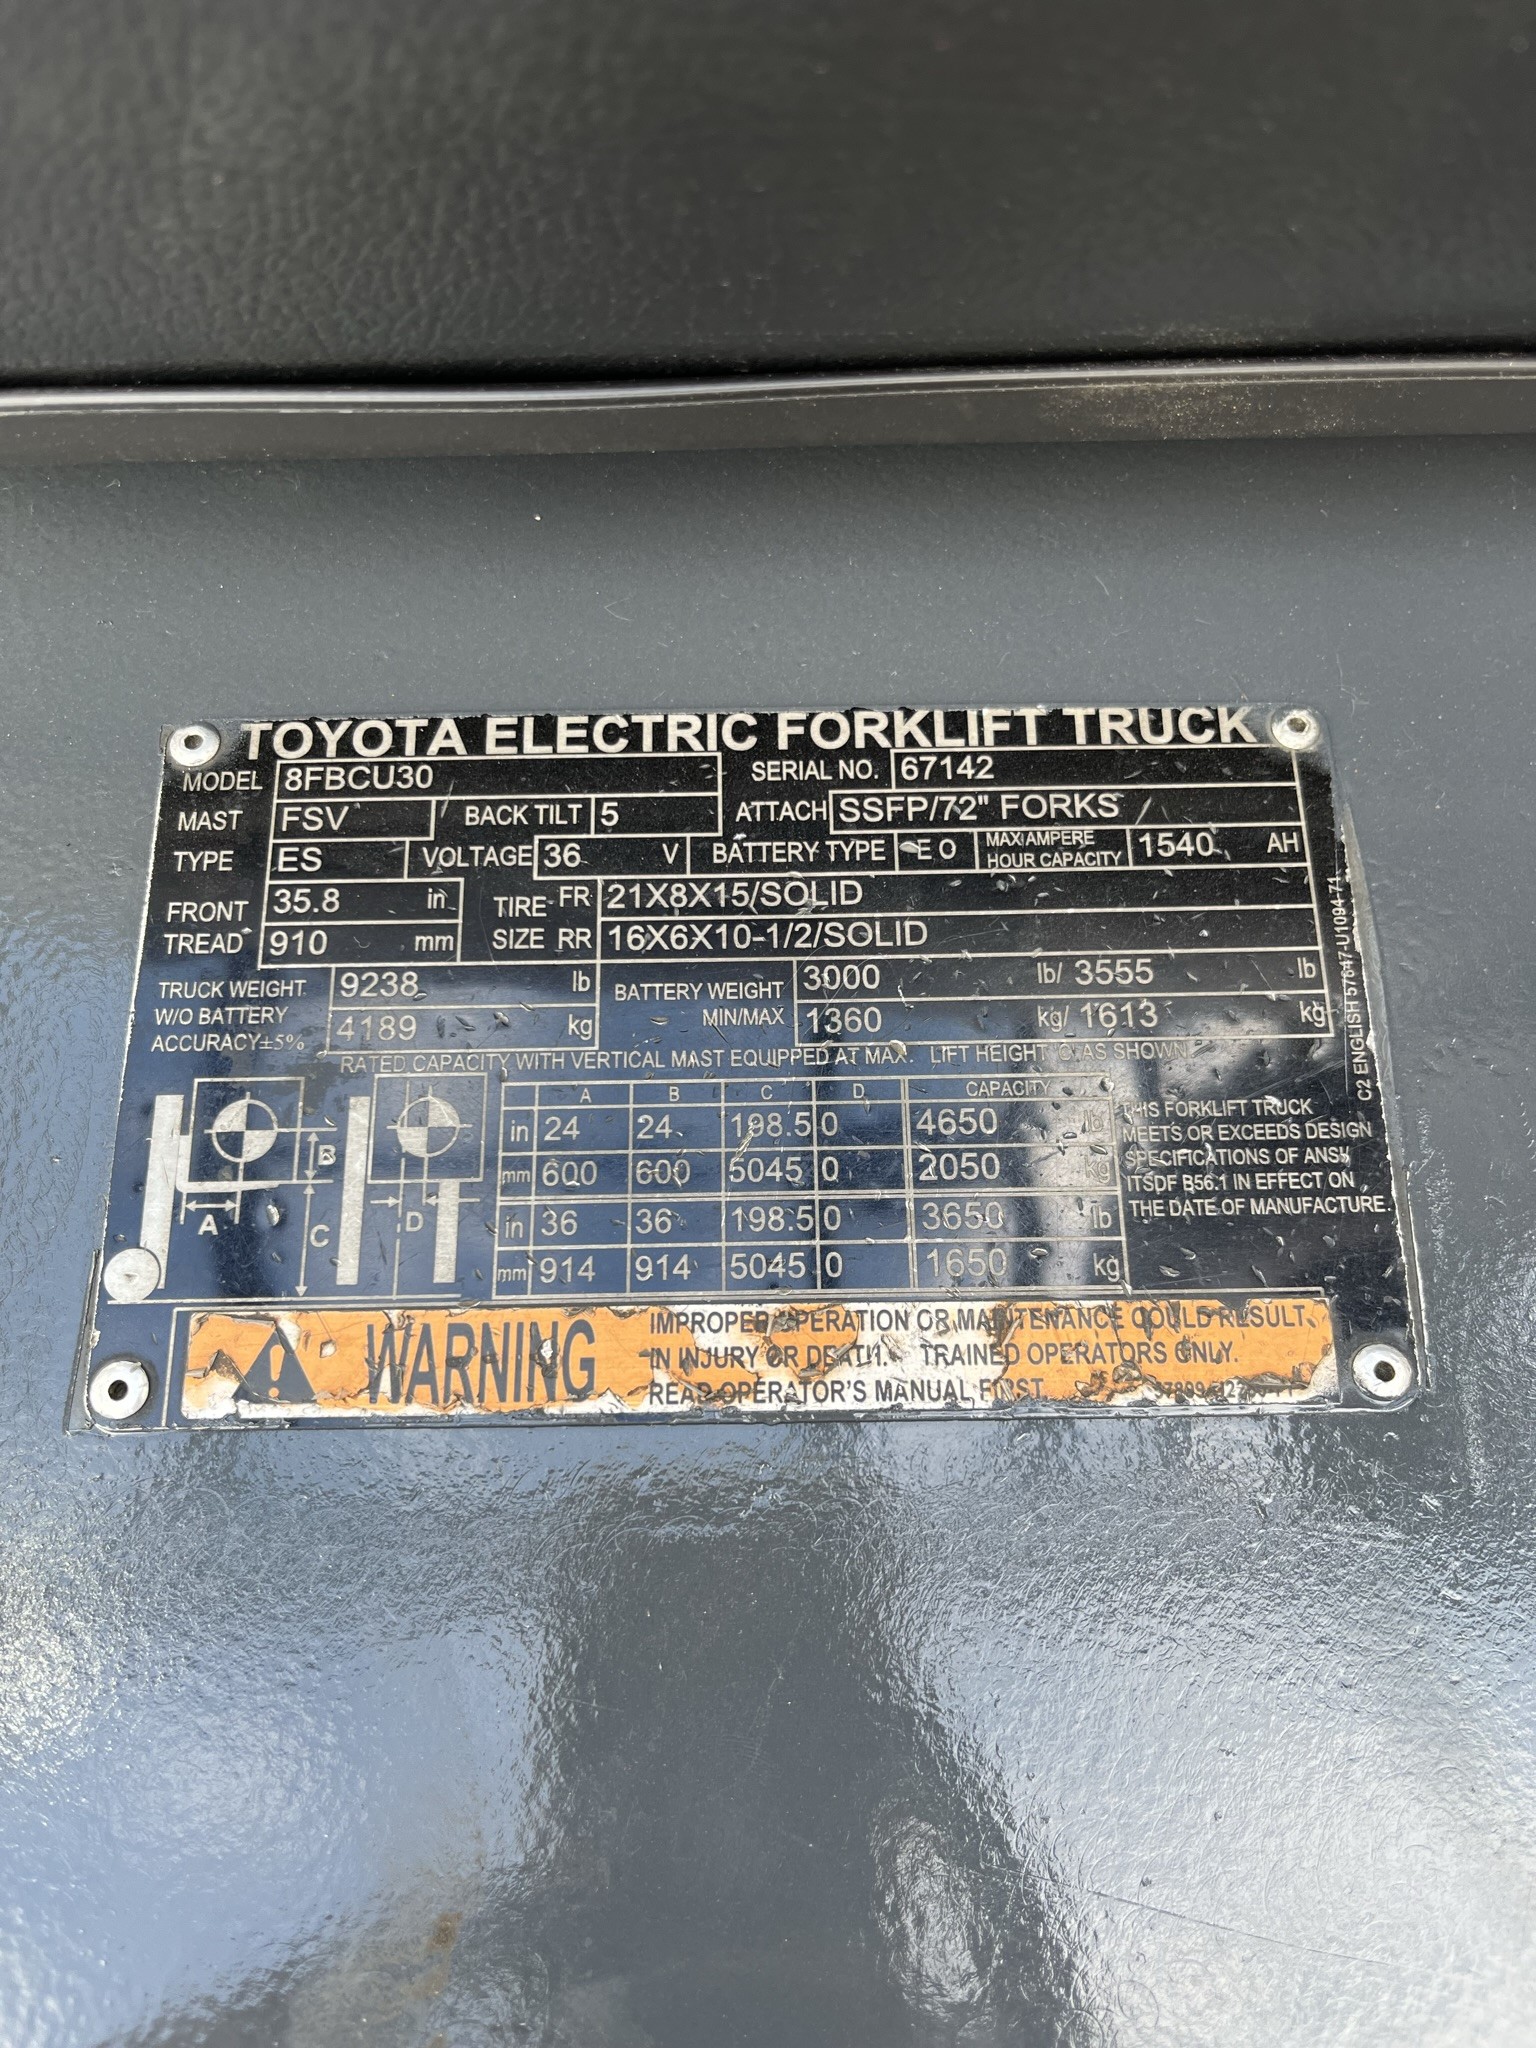 TOYOTA ELECTRIC FORKLIFT TRUCK
MODEL 8FBCU30 SERIAL NO. 67142
MAST FSV BACK TILT 5 ATTACH SSFP/72" FORKS
TYPE ES VOLTAGE 36 V BATTERY TYPE E O MAX AMPERE HOUR CAPACITY 1540 AH
FRONT TREAD 35.8 in TIRE SIZE FR 21X8X15/SOLID
910 mm RR 16X6X10-1/2/SOLID
TRUCK WEIGHT 9238 lb BATTERY WEIGHT 3000 lb/ 3555 lb
W/O BATTERY 4189 kg MIN/MAX 1360 kg/ 1613 kg
ACCURACY±5%
RATED CAPACITY WITH VERTICAL MAST EQUIPPED AT MAX. LIFT HEIGHT C AS SHOWN
A B C D CAPACITY
in 24 24 198.5 0 4650 lb
mm 600 600 5045 0 2050 kg
in 36 36 198.5 0 3650 lb
mm 914 914 5045 0 1650 kg
B
A
C
D
THIS FORKLIFT TRUCK
MEETS OR EXCEEDS DESIGN
SPECIFICATIONS OF ANSI/
ITSDF B56.1 IN EFFECT ON
THE DATE OF MANUFACTURE.
C2 ENGLISH 57647-U1094-71
WARNING
IMPROPER OPERATION OR MAINTENANCE COULD RESULT
IN INJURY OR DEATH. TRAINED OPERATORS ONLY.
READ OPERATOR'S MANUAL FIRST.